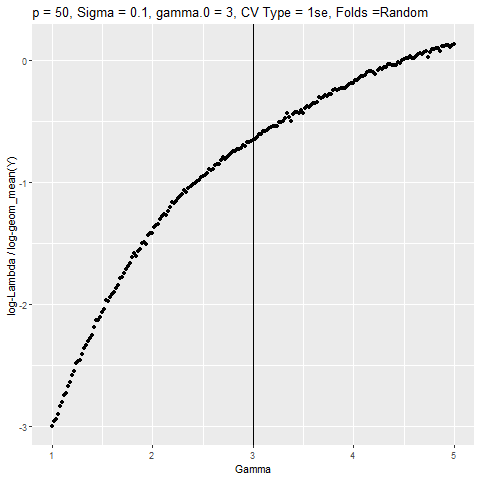 p = 50, Sigma = 0.1, gamma.0 = 3, CV Type = 1se, Folds =Random
log-Lambda / log-geom_mean(Y)
0
-1
-2
-3
1 2 3 4 5
Gamma